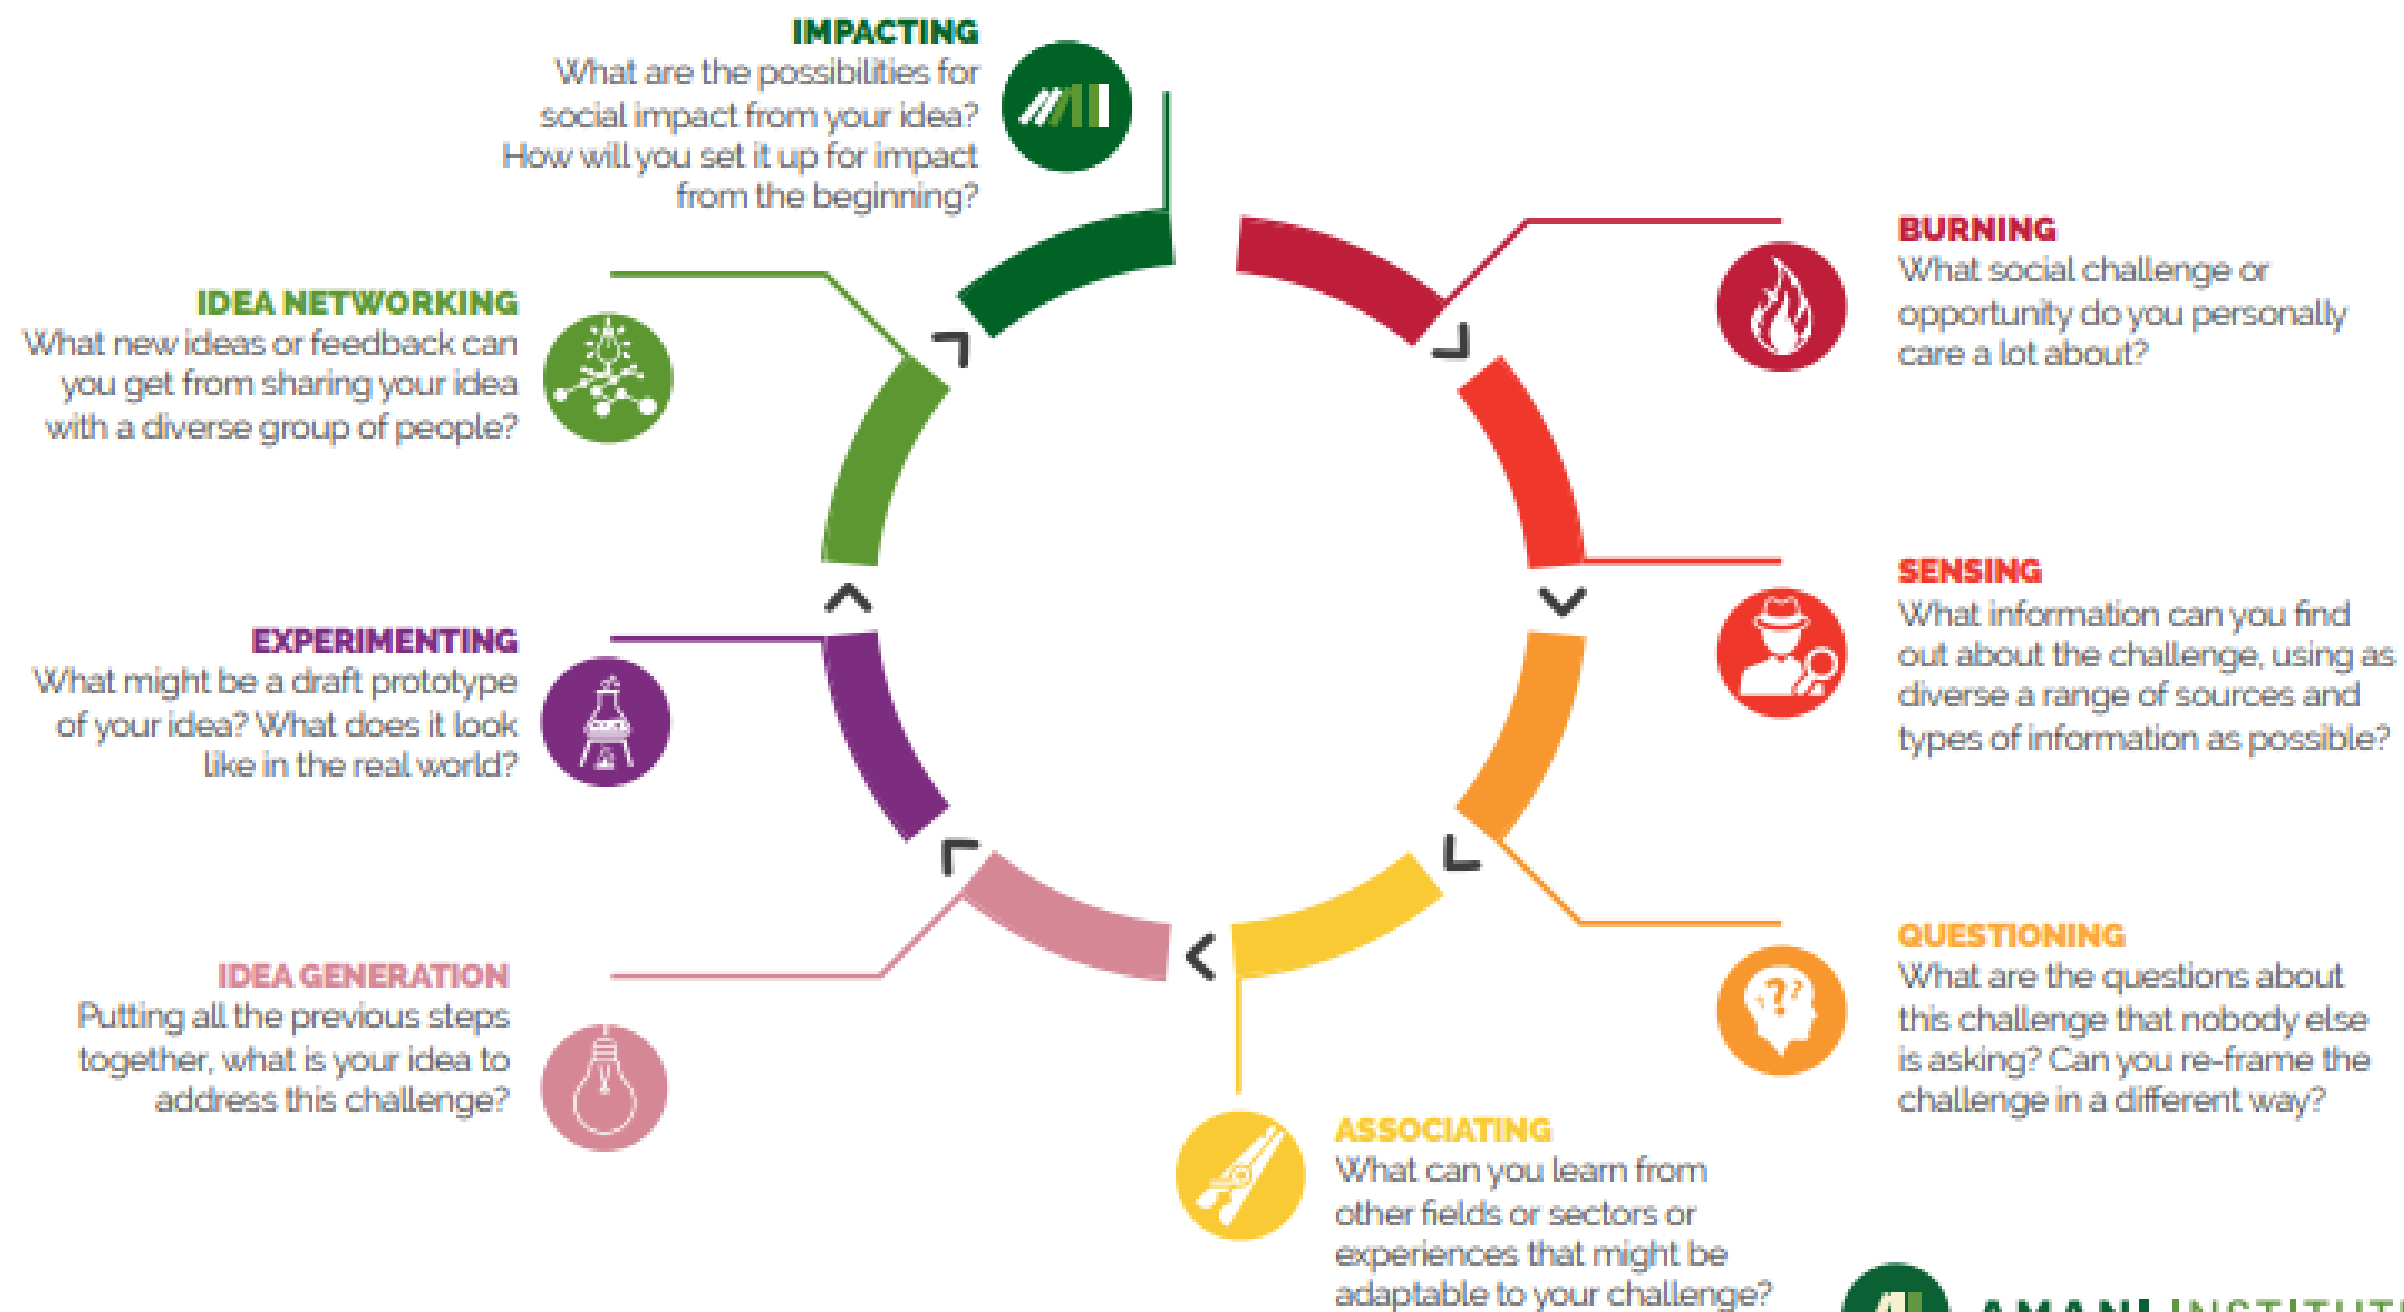 IMPACTING
What are the possibilities for
social impact from your idea?
How will you set it up for impact
from the beginning?
BURNING
What social challenge or
opportunity do you personally
care a lot about?
SENSING
What information can you find
out about the challenge, using as
diverse a range of sources and
types of information as possible?
QUESTIONING
What are the questions about
this challenge that nobody else
is asking? Can you re-frame the
challenge in a different way?
ASSOCIATING
What can you learn from
other fields or sectors or
experiences that might be
adaptable to your challenge?
IDEA GENERATION
Putting all the previous steps
together, what is your idea to
address this challenge?
EXPERIMENTING
What might be a draft prototype
of your idea? What does it look
like in the real world?
IDEA NETWORKING
What new ideas or feedback can
you get from sharing your idea
with a diverse group of people?